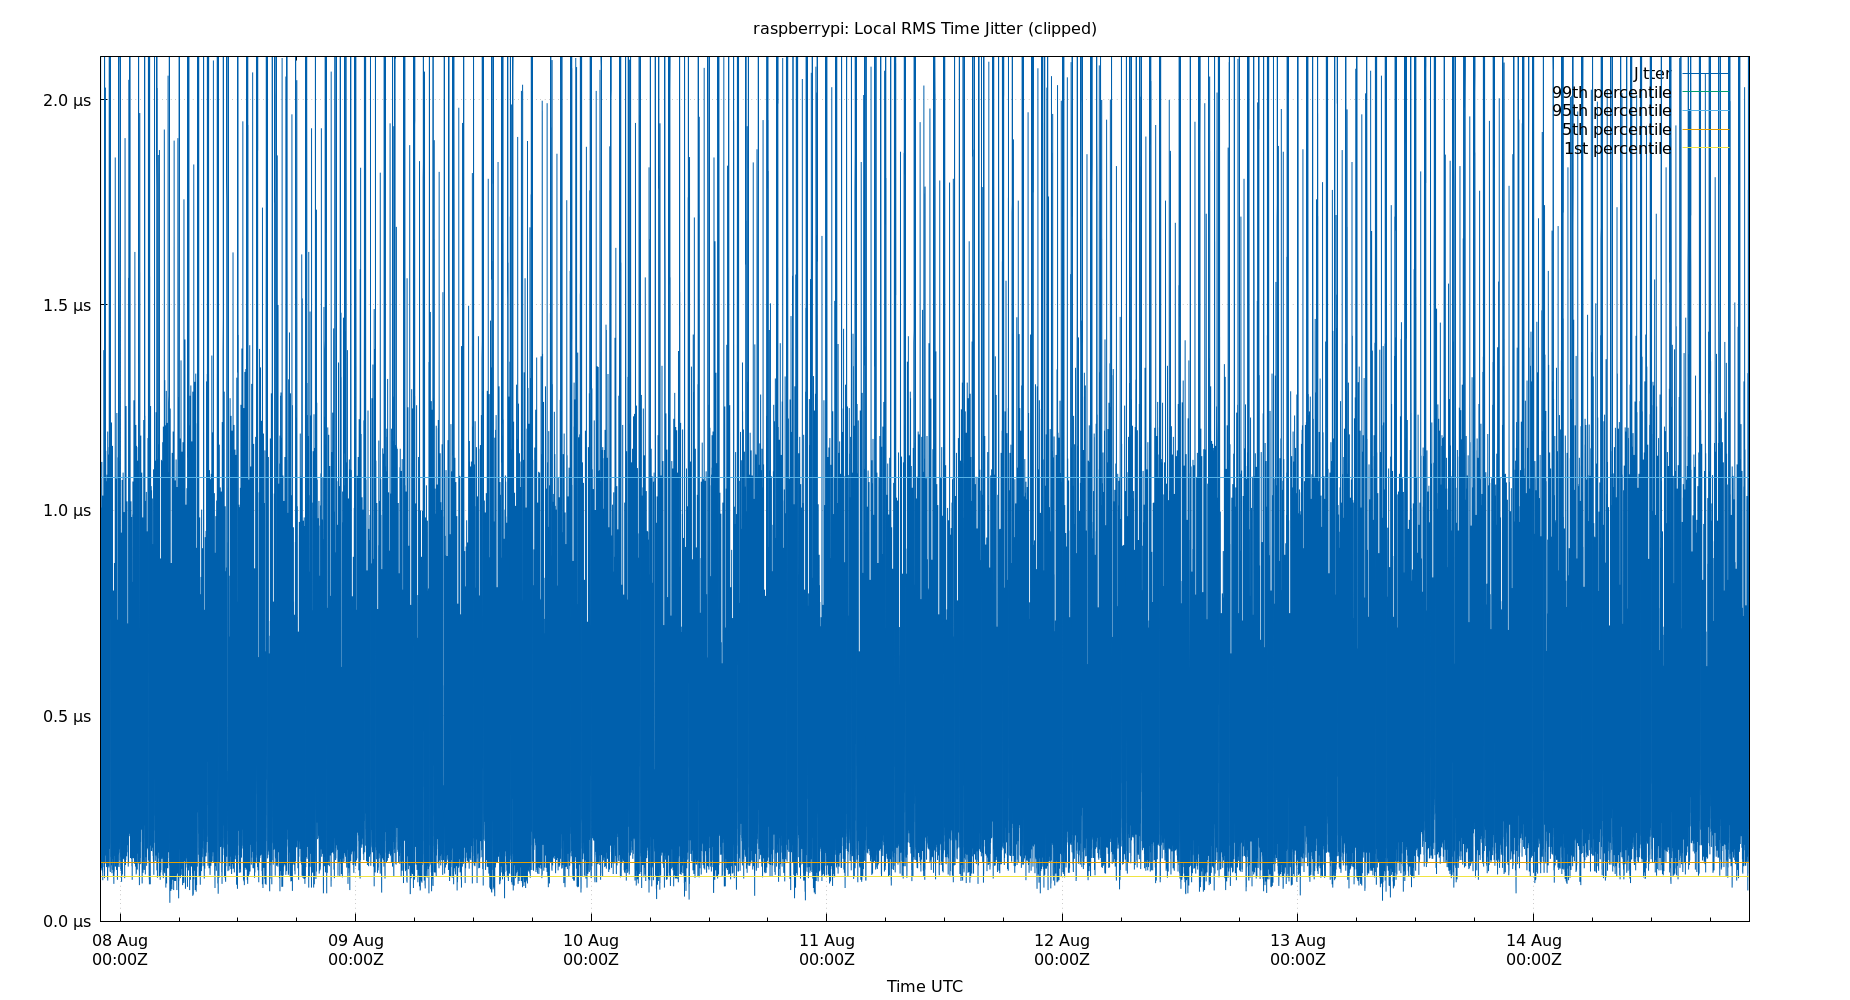 raspberrypi: Local RMS Time Jitter (clipped)
Jitter
99th percentile
95th percentile
5th percentile
1st percentile
2.0 µs
1.5 µs
1.0 µs
0.5 µs
0.0 µs
08 Aug 09 Aug 10 Aug 11 Aug 12 Aug 13 Aug 14 Aug
00:00Z 00:00Z 00:00Z 00:00Z 00:00Z 00:00Z 00:00Z
Time UTC